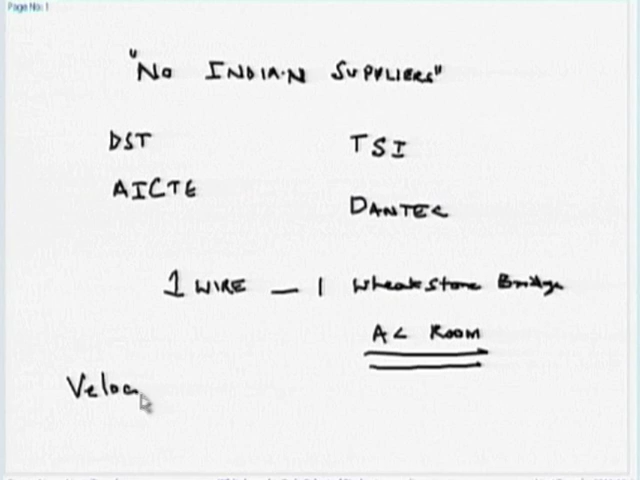 Page No: 1
"No INDIAN SUPPLIERS"
DST TSI
AICTE DANTEC
1 WIRE — 1 Wheatstone Bridge
AC ROOM
Veloc